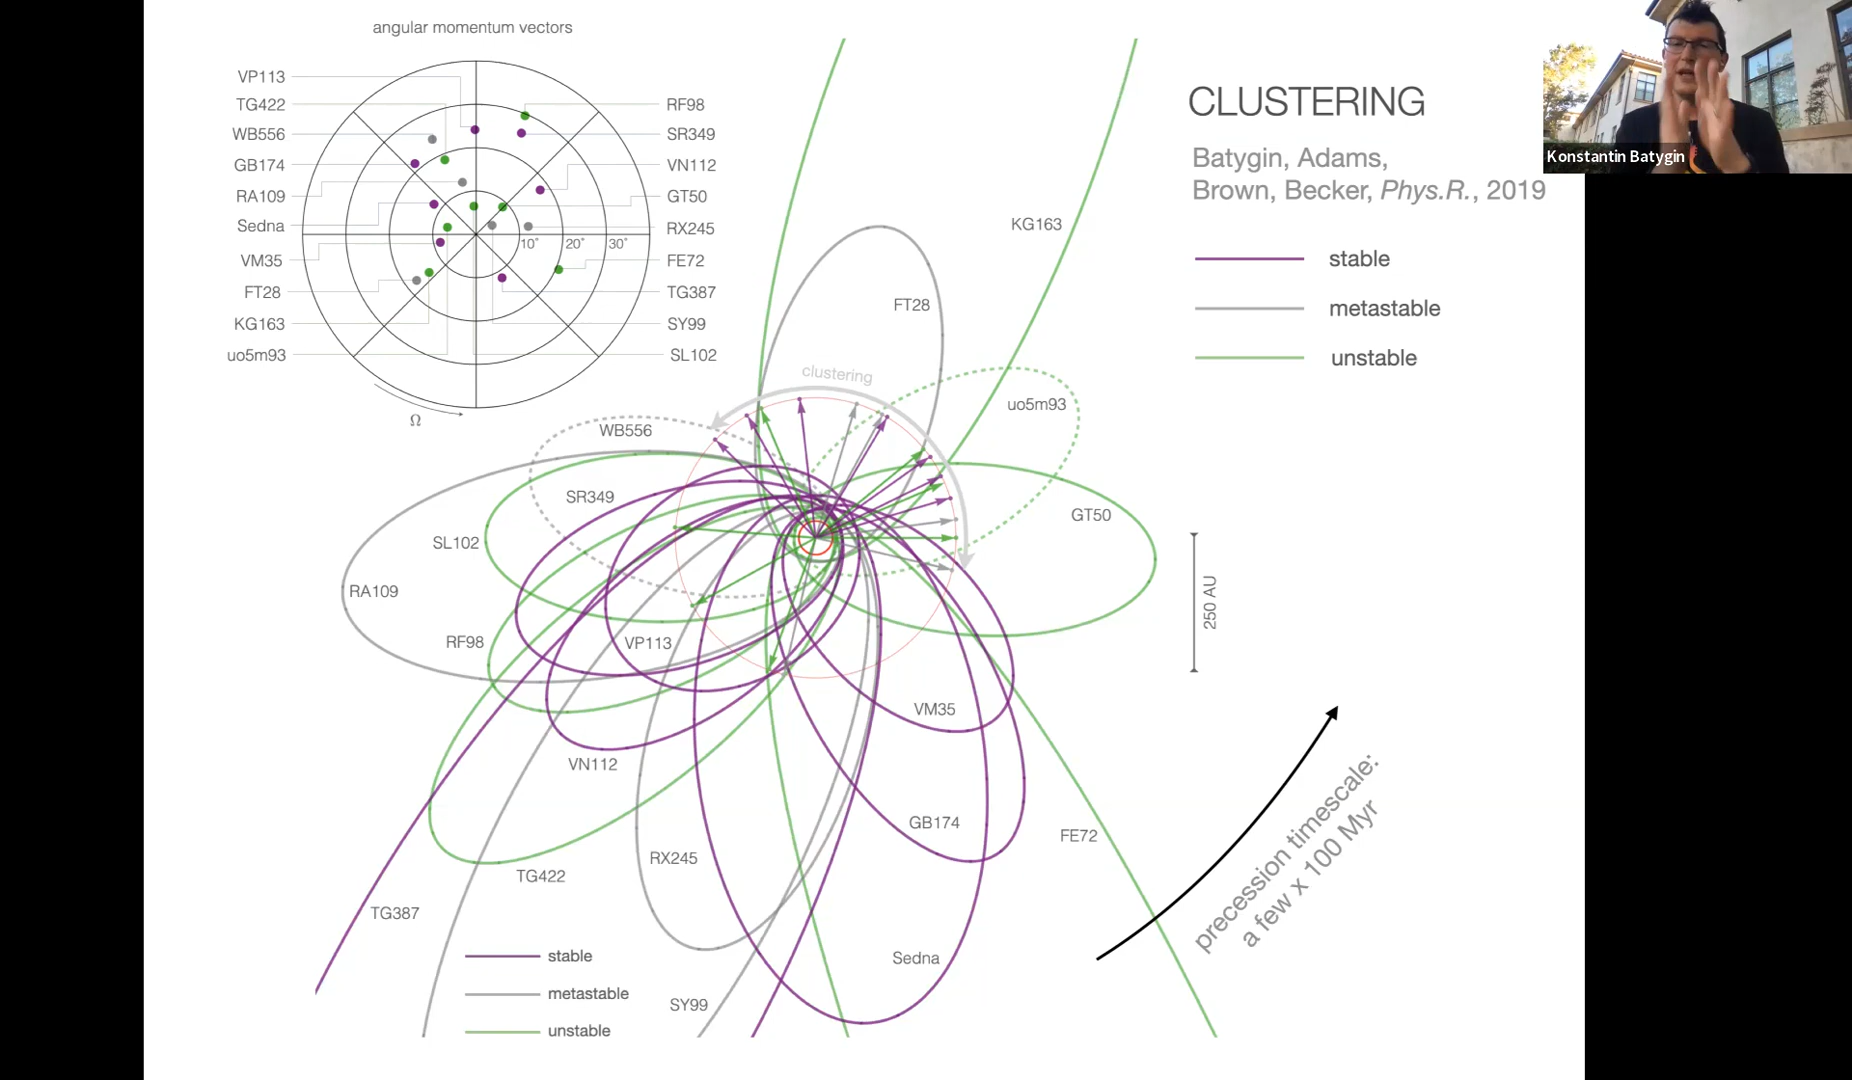 angular momentum vectors
VP113
TG422
WB556
GB174
RA109
Sedna
VM35
FT28
KG163
uo5m93
RF98
SR349
VN112
GT50
RX245
FE72
TG387
SY99
SL102
10°
20°
30°
Ω
CLUSTERING
Batygin, Adams,
Brown, Becker, Phys.R., 2019
stable
metastable
unstable
Konstantin Batygin
KG163
FT28
clustering
uo5m93
WB556
SR349
SL102
GT50
RA109
RF98
VP113
VM35
VN112
GB174
FE72
RX245
TG422
TG387
Sedna
SY99
250 AU
precession timescale:
a few x 100 Myr
stable
metastable
unstable